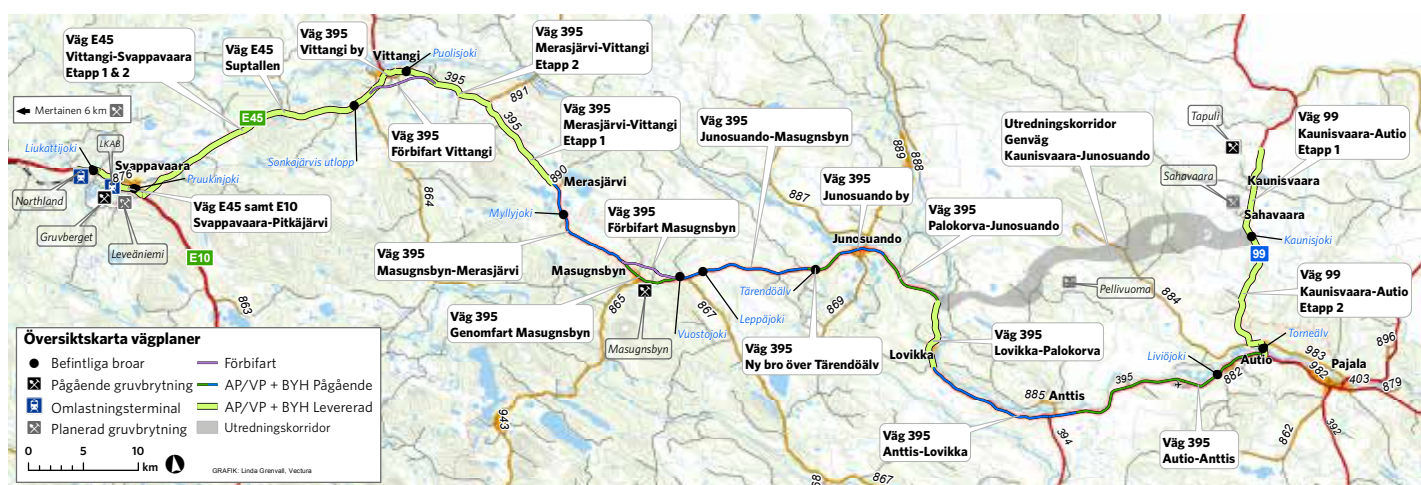 Väg E45
Vittangi-Svappavaara
Etapp 1 & 2
Väg E45
Suptallen
Väg 395
Vittangi by
Vittangi
Puolisjoki
395
Väg 395
Merasjärvi-Vittangi
Etapp 2
891
395
Mertainen 6 km
E45
Väg 395
Förbifart Vittangi
Väg 395
Merasjärvi-Vittangi
Etapp 1
Väg 395
Junosuando-Masugnsbyn
Utredningskorridor
Genväg
Kaunisvaara-Junosuando
Tapuli
Väg 99
Kaunisvaara-Autio
Etapp 1
Liukattijoki
LKAB
Svappavaara
876
Pruukinjoki
Sonkajärvis utlopp
Northland
Gruvberget
Leveäniemi
Väg E45 samt E10
Svappavaara-Pitkäjärvi
E10
864
863
890
Merasjärvi
Myllyjoki
889
888
887
Väg 395
Junosuando by
Kaunisvaara
Sahavaara
Sahavaara
Kaunisjoki
99
Väg 395
Masugnsbyn-Merasjärvi
Väg 395
Förbifart Masugnsbyn
Masugnsbyn
Junosuando
Väg 395
Palokorva-Junosuando
Tärendöälv
869
Leppäjoki
Vuostojoki
867
865
Masugnsbyn
Väg 395
Genomfart Masugnsbyn
Väg 395
Ny bro över Tärendöälv
Pellivuoma
884
Väg 99
Kaunisvaara-Autio
Etapp 2
Väg 395
Lovikka-Palokorva
Lovikka
Torneälv
Liviöjoki
Autio
882
983
982
896
Pajala
403
879
392
862
395
885
Anttis
394
Väg 395
Anttis-Lovikka
Väg 395
Autio-Anttis
943
868
867
Översiktskarta vägplaner
Befintliga broar
Förbifart
Pågående gruvbrytning
AP/VP + BYH Pågående
Omlastningsterminal
AP/VP + BYH Levererad
Planerad gruvbrytning
Utredningskorridor
0 5 10
km
GRAFIK: Linda Grenvall, Vectura